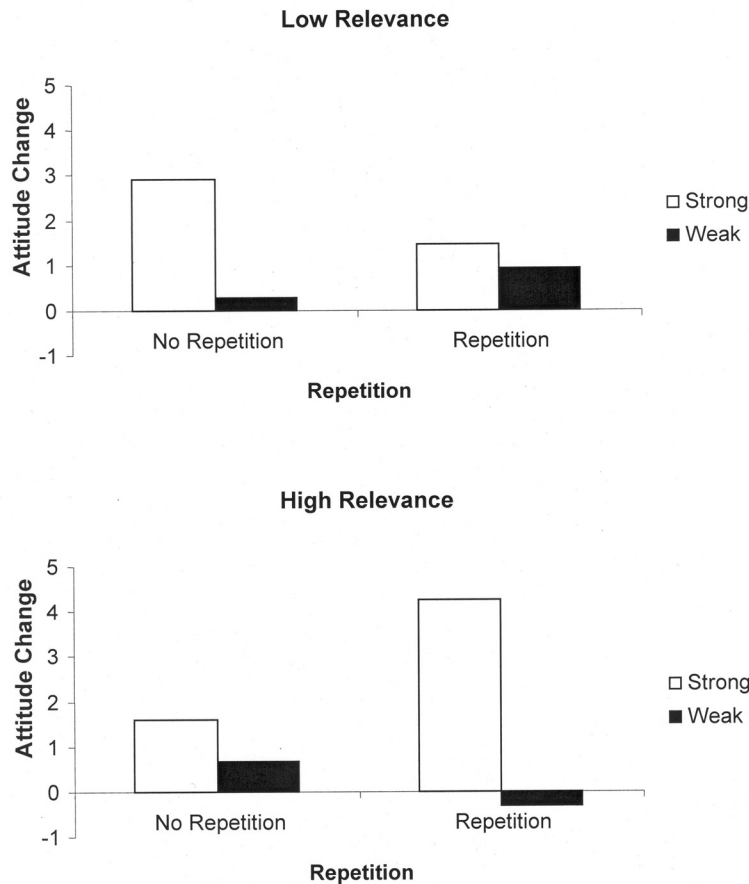 Low Relevance
5
4
3
2
1
0
-1
Attitude Change
No Repetition
Repetition
Repetition
Strong
Weak
High Relevance
5
4
3
2
1
0
-1
Attitude Change
No Repetition
Repetition
Repetition
Strong
Weak